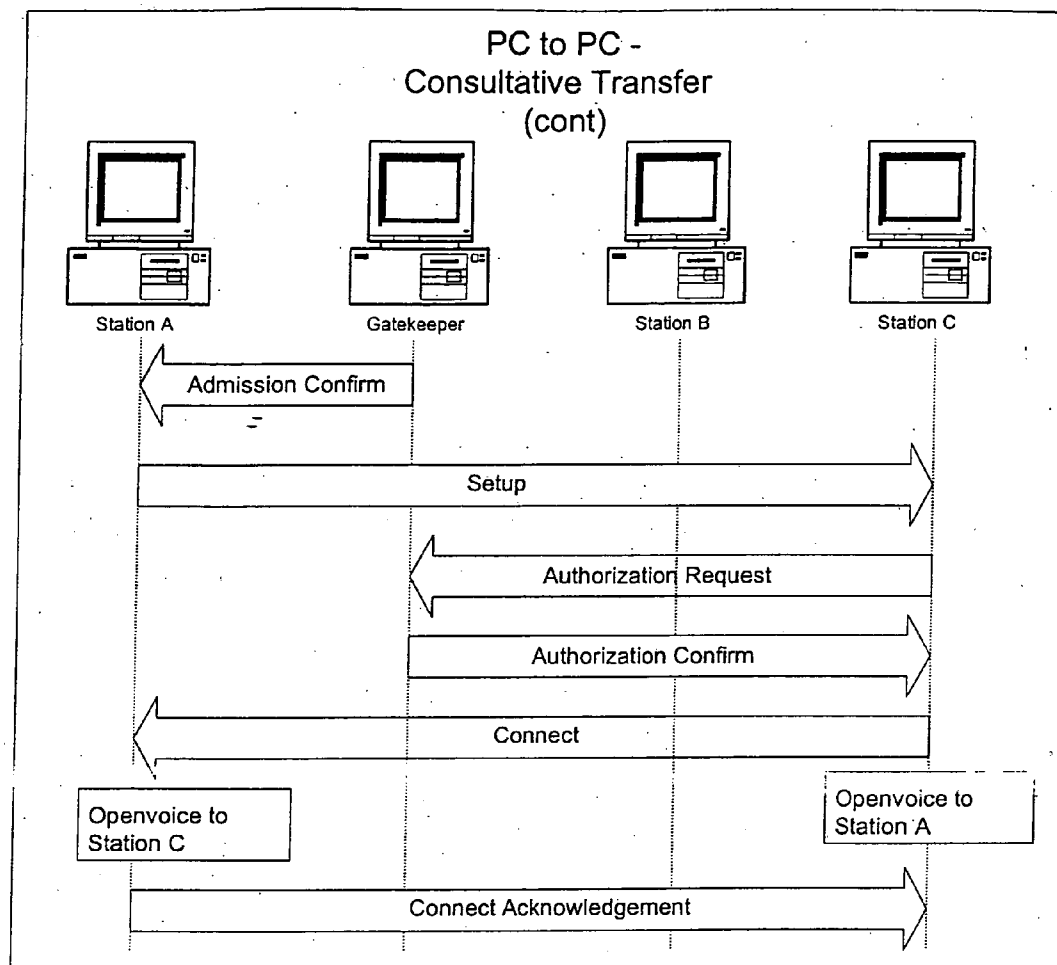 PC to PC -
Consultative Transfer
(cont)
Station A
Gatekeeper
Station B
Station C
Admission Confirm
Setup
Authorization Request
Authorization Confirm
Connect
Openvoice to
Station C
Openvoice to
Station A
Connect Acknowledgement